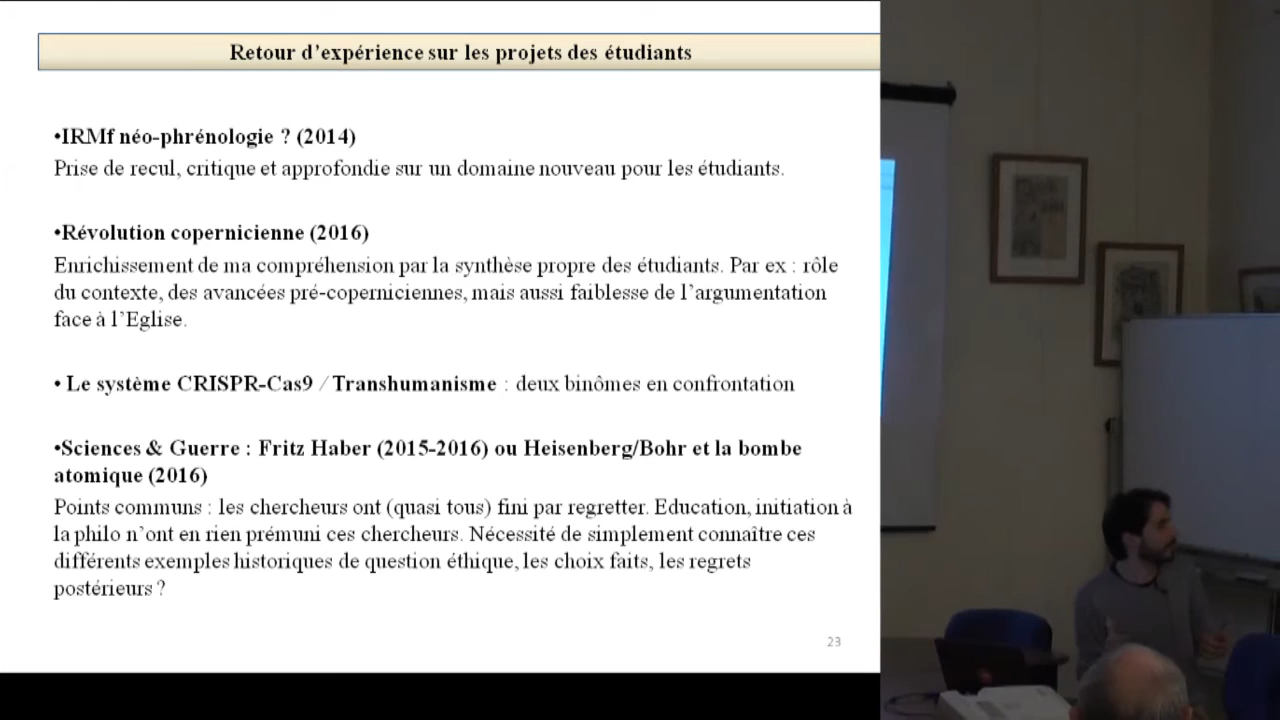 Retour d'expérience sur les projets des étudiants
•IRMf néo-phrénologie ? (2014)
Prise de recul, critique et approfondie sur un domaine nouveau pour les étudiants.
•Révolution copernicienne (2016)
Enrichissement de ma compréhension par la synthèse propre des étudiants. Par ex : rôle
du contexte, des avancées pré-coperniciennes, mais aussi faiblesse de l'argumentation
face à l'Eglise.
• Le système CRISPR-Cas9 / Transhumanisme : deux binômes en confrontation
•Sciences & Guerre : Fritz Haber (2015-2016) ou Heisenberg/Bohr et la bombe
atomique (2016)
Points communs : les chercheurs ont (quasi tous) fini par regretter. Education, initiation à
la philo n'ont en rien prémuni ces chercheurs. Nécessité de simplement connaître ces
différents exemples historiques de question éthique, les choix faits, les regrets
postérieurs ?
23